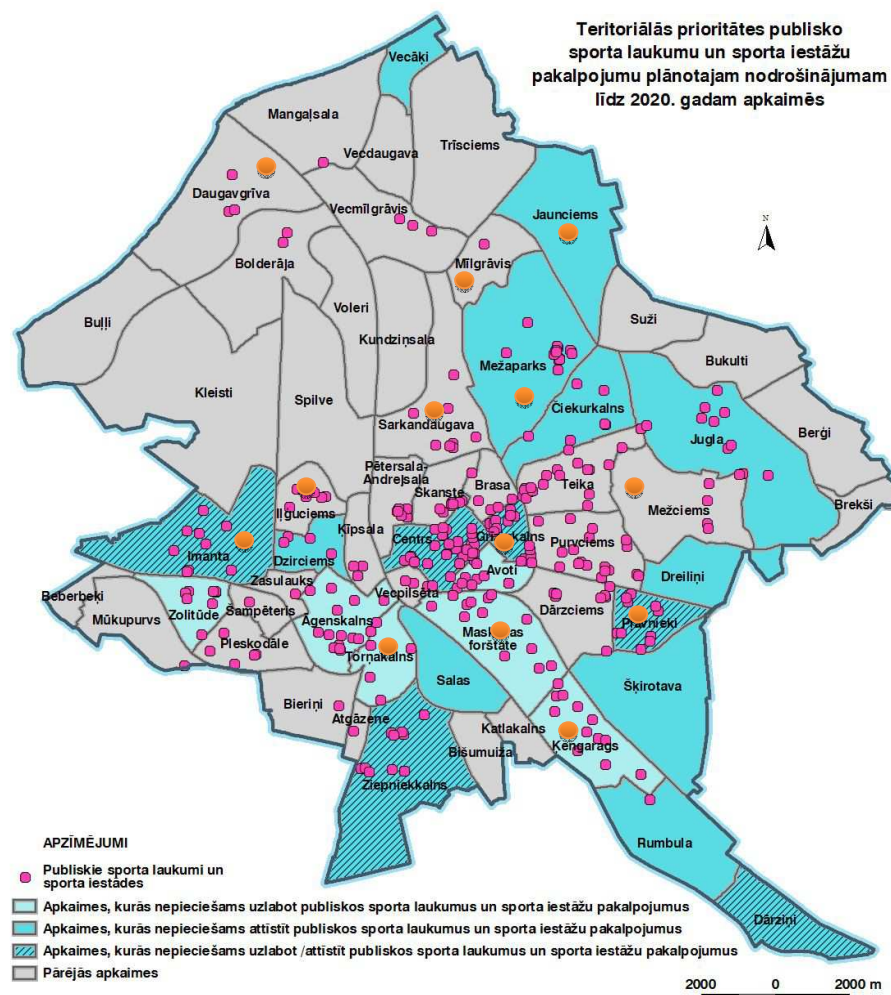 Teritoriālās prioritātes publisko
sporta laukumu un sporta iestāžu
pakalpojumu plānotajam nodrošinājumam
līdz 2020. gadam apkaimēs
Vecāķi
Mangaļsala
Vecdaugava
Trīsciems
Daugavgrīva
Vecmīlgrāvis
Jaunciems
N
Bolderāja
Mīlgrāvis
Voleri
Buļļi
Kundziņsala
Suži
Mežaparks
Bukulti
Kleisti
Spilve
Čiekurkalns
Sarkandaugava
Jugla
Berģi
Pētersala-
Andrejsala
Skanste
Brasa
Teika
Iļģuciems
Mežciems
Brekši
Ķīpsala
Centrs
Grīziņkalns
Imanta
Dzirciems
Purvciems
Avoti
Zasulauks
Vecpilsēta
Dreiliņi
Beberbeķi
Mūkupurvs
Zolitūde
Šampēteris
Āgenskalns
Dārzciems
Pļavnieki
Maskavas
forštate
Pleskodāle
Torņakalns
Salas
Šķirotava
Bieriņi
Atgāzene
Katlakalns
Bišumuiža
Ķengarags
Ziepniekkalns
Rumbula
Dārziņi
APZĪMĒJUMI
Publiskie sporta laukumi un
sporta iestādes
Apkaimes, kurās nepieciešams uzlabot publiskos sporta laukumus un sporta iestāžu pakalpojumus
Apkaimes, kurās nepieciešams attīstīt publiskos sporta laukumus un sporta iestāžu pakalpojumus
Apkaimes, kurās nepieciešams uzlabot /attīstīt publiskos sporta laukumus un sporta iestāžu pakalpojumus
Pārējās apkaimes
2000 0 2000 m